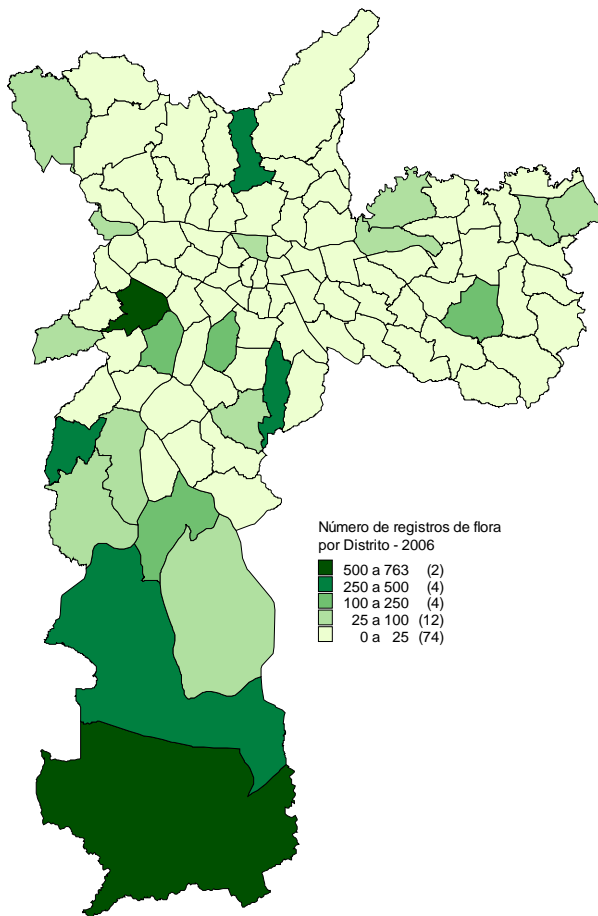 Número de registros de flora
por Distrito - 2006
500 a 763 (2)
250 a 500 (4)
100 a 250 (4)
25 a 100 (12)
0 a 25 (74)